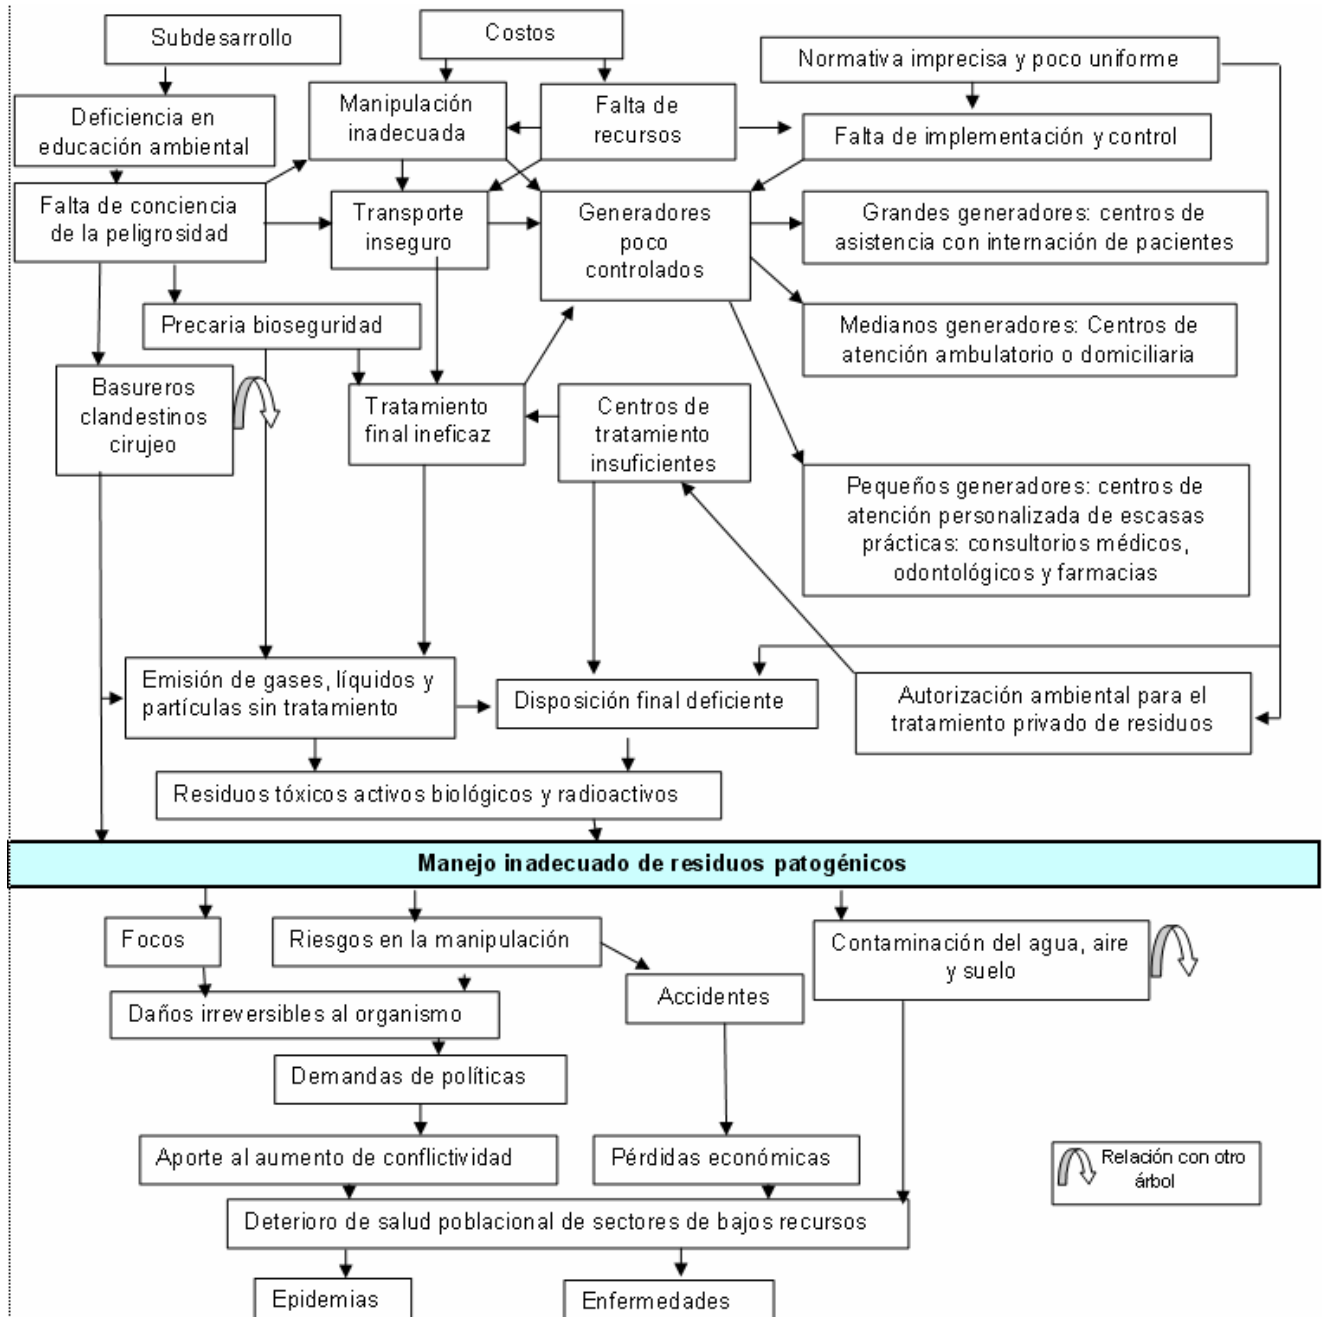 Subdesarrollo
Costos
Normativa imprecisa y poco uniforme
Deficiencia en
educación ambiental
Manipulación
inadecuada
Falta de
recursos
Falta de implementación y control
Falta de conciencia
de la peligrosidad
Transporte
inseguro
Generadores
poco
controlados
Grandes generadores: centros de
asistencia con internación de pacientes
Precaria bioseguridad
Medianos generadores: Centros de
atención ambulatorio o domiciliaria
Basureros
clandestinos
cirujeo
Tratamiento
final ineficaz
Centros de
tratamiento
insuficientes
Pequeños generadores: centros de
atención personalizada de escasas
prácticas: consultorios médicos,
odontológicos y farmacias
Emisión de gases, líquidos y
partículas sin tratamiento
Disposición final deficiente
Autorización ambiental para el
tratamiento privado de residuos
Residuos tóxicos activos biológicos y radioactivos
Manejo inadecuado de residuos patogénicos
Focos
Riesgos en la manipulación
Contaminación del agua, aire
y suelo
Accidentes
Daños irreversibles al organismo
Demandas de políticas
Aporte al aumento de conflictividad
Pérdidas económicas
Relación con otro
árbol
Deterioro de salud poblacional de sectores de bajos recursos
Epidemias
Enfermedades